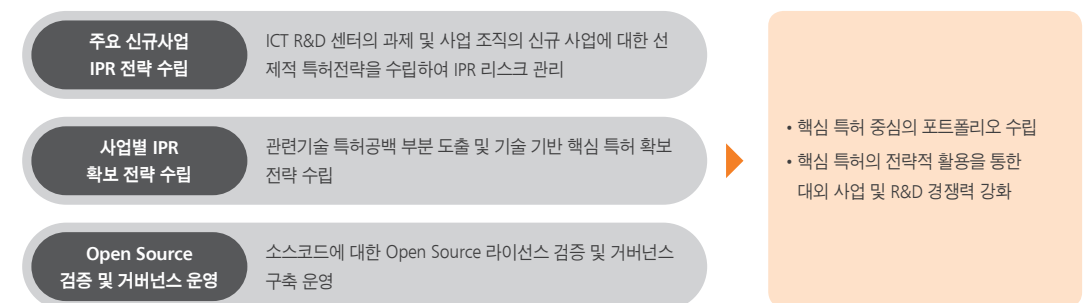 주요 신규사업
IPR 전략 수립
ICT R&D 센터의 과제 및 사업 조직의 신규 사업에 대한 선
제적 특허전략을 수립하여 IPR 리스크 관리
사업별 IPR
확보 전략 수립
관련기술 특허공백 부분 도출 및 기술 기반 핵심 특허 확보
전략 수립
Open Source
검증 및 거버넌스 운영
소스코드에 대한 Open Source 라이선스 검증 및 거버넌스
구축 운영
• 핵심 특허 중심의 포트폴리오 수립
• 핵심 특허의 전략적 활용을 통한
대외 사업 및 R&D 경쟁력 강화